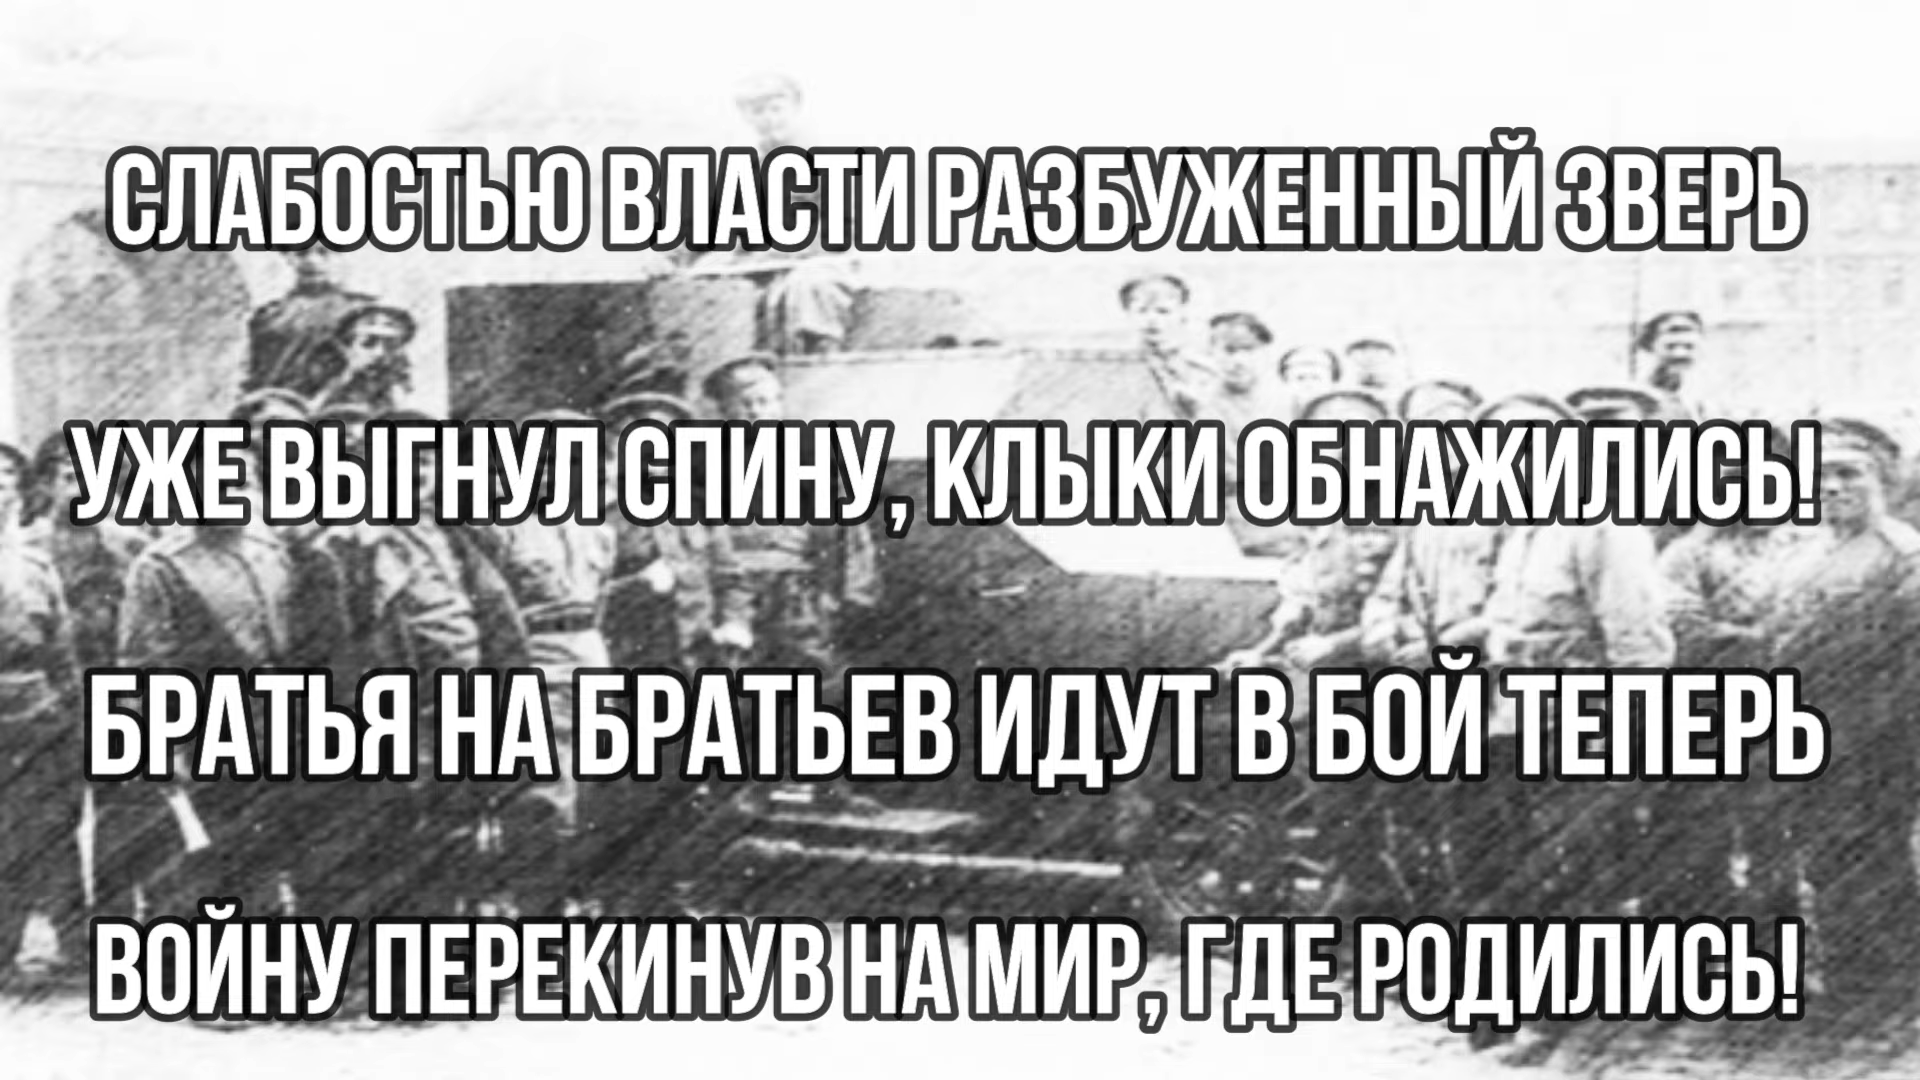 СЛАБОСТЬЮ ВЛАСТИ РАЗБУЖЕННЫЙ ЗВЕРЬ
УЖЕ ВЫГНУЛ СПИНУ, КЛЫКИ ОБНАЖИЛИСЬ!
БРАТЬЯ НА БРАТЬЕВ ИДУТ В БОЙ ТЕПЕРЬ
ВОЙНУ ПЕРЕКИНУВ НА МИР, ГДЕ РОДИЛИСЬ!